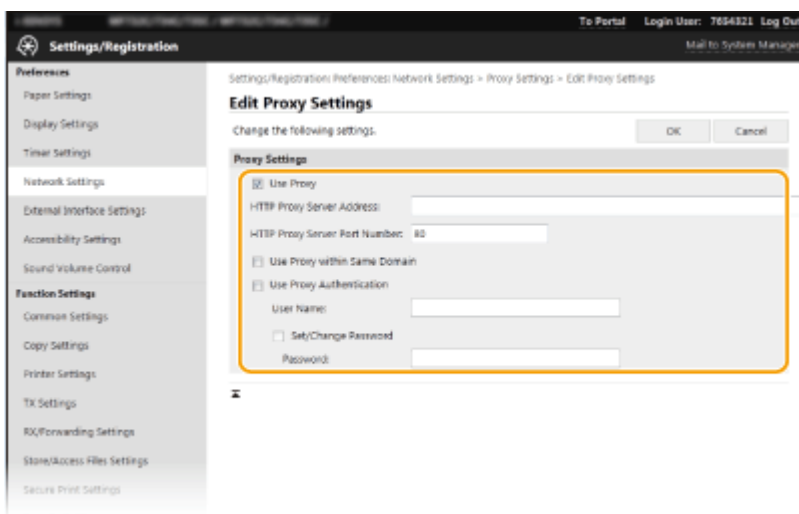 To Portal Login User: 7654321 Log Out
Settings/Registration
Mail to System Manager
Preferences
Paper Settings
Display Settings
Timer Settings
Network Settings
External Interface Settings
Accessibility Settings
Sound Volume Control
Function Settings
Common Settings
Copy Settings
Printer Settings
TX Settings
RX/Forwarding Settings
Store/Access Files Settings
Secure Print Settings
Settings/Registration: Preferences: Network Settings > Proxy Settings > Edit Proxy Settings
Edit Proxy Settings
Change the following settings.
OK
Cancel
Proxy Settings
Use Proxy
HTTP Proxy Server Address:
HTTP Proxy Server Port Number: 80
Use Proxy within Same Domain
Use Proxy Authentication
User Name:
Set/Change Password
Password: